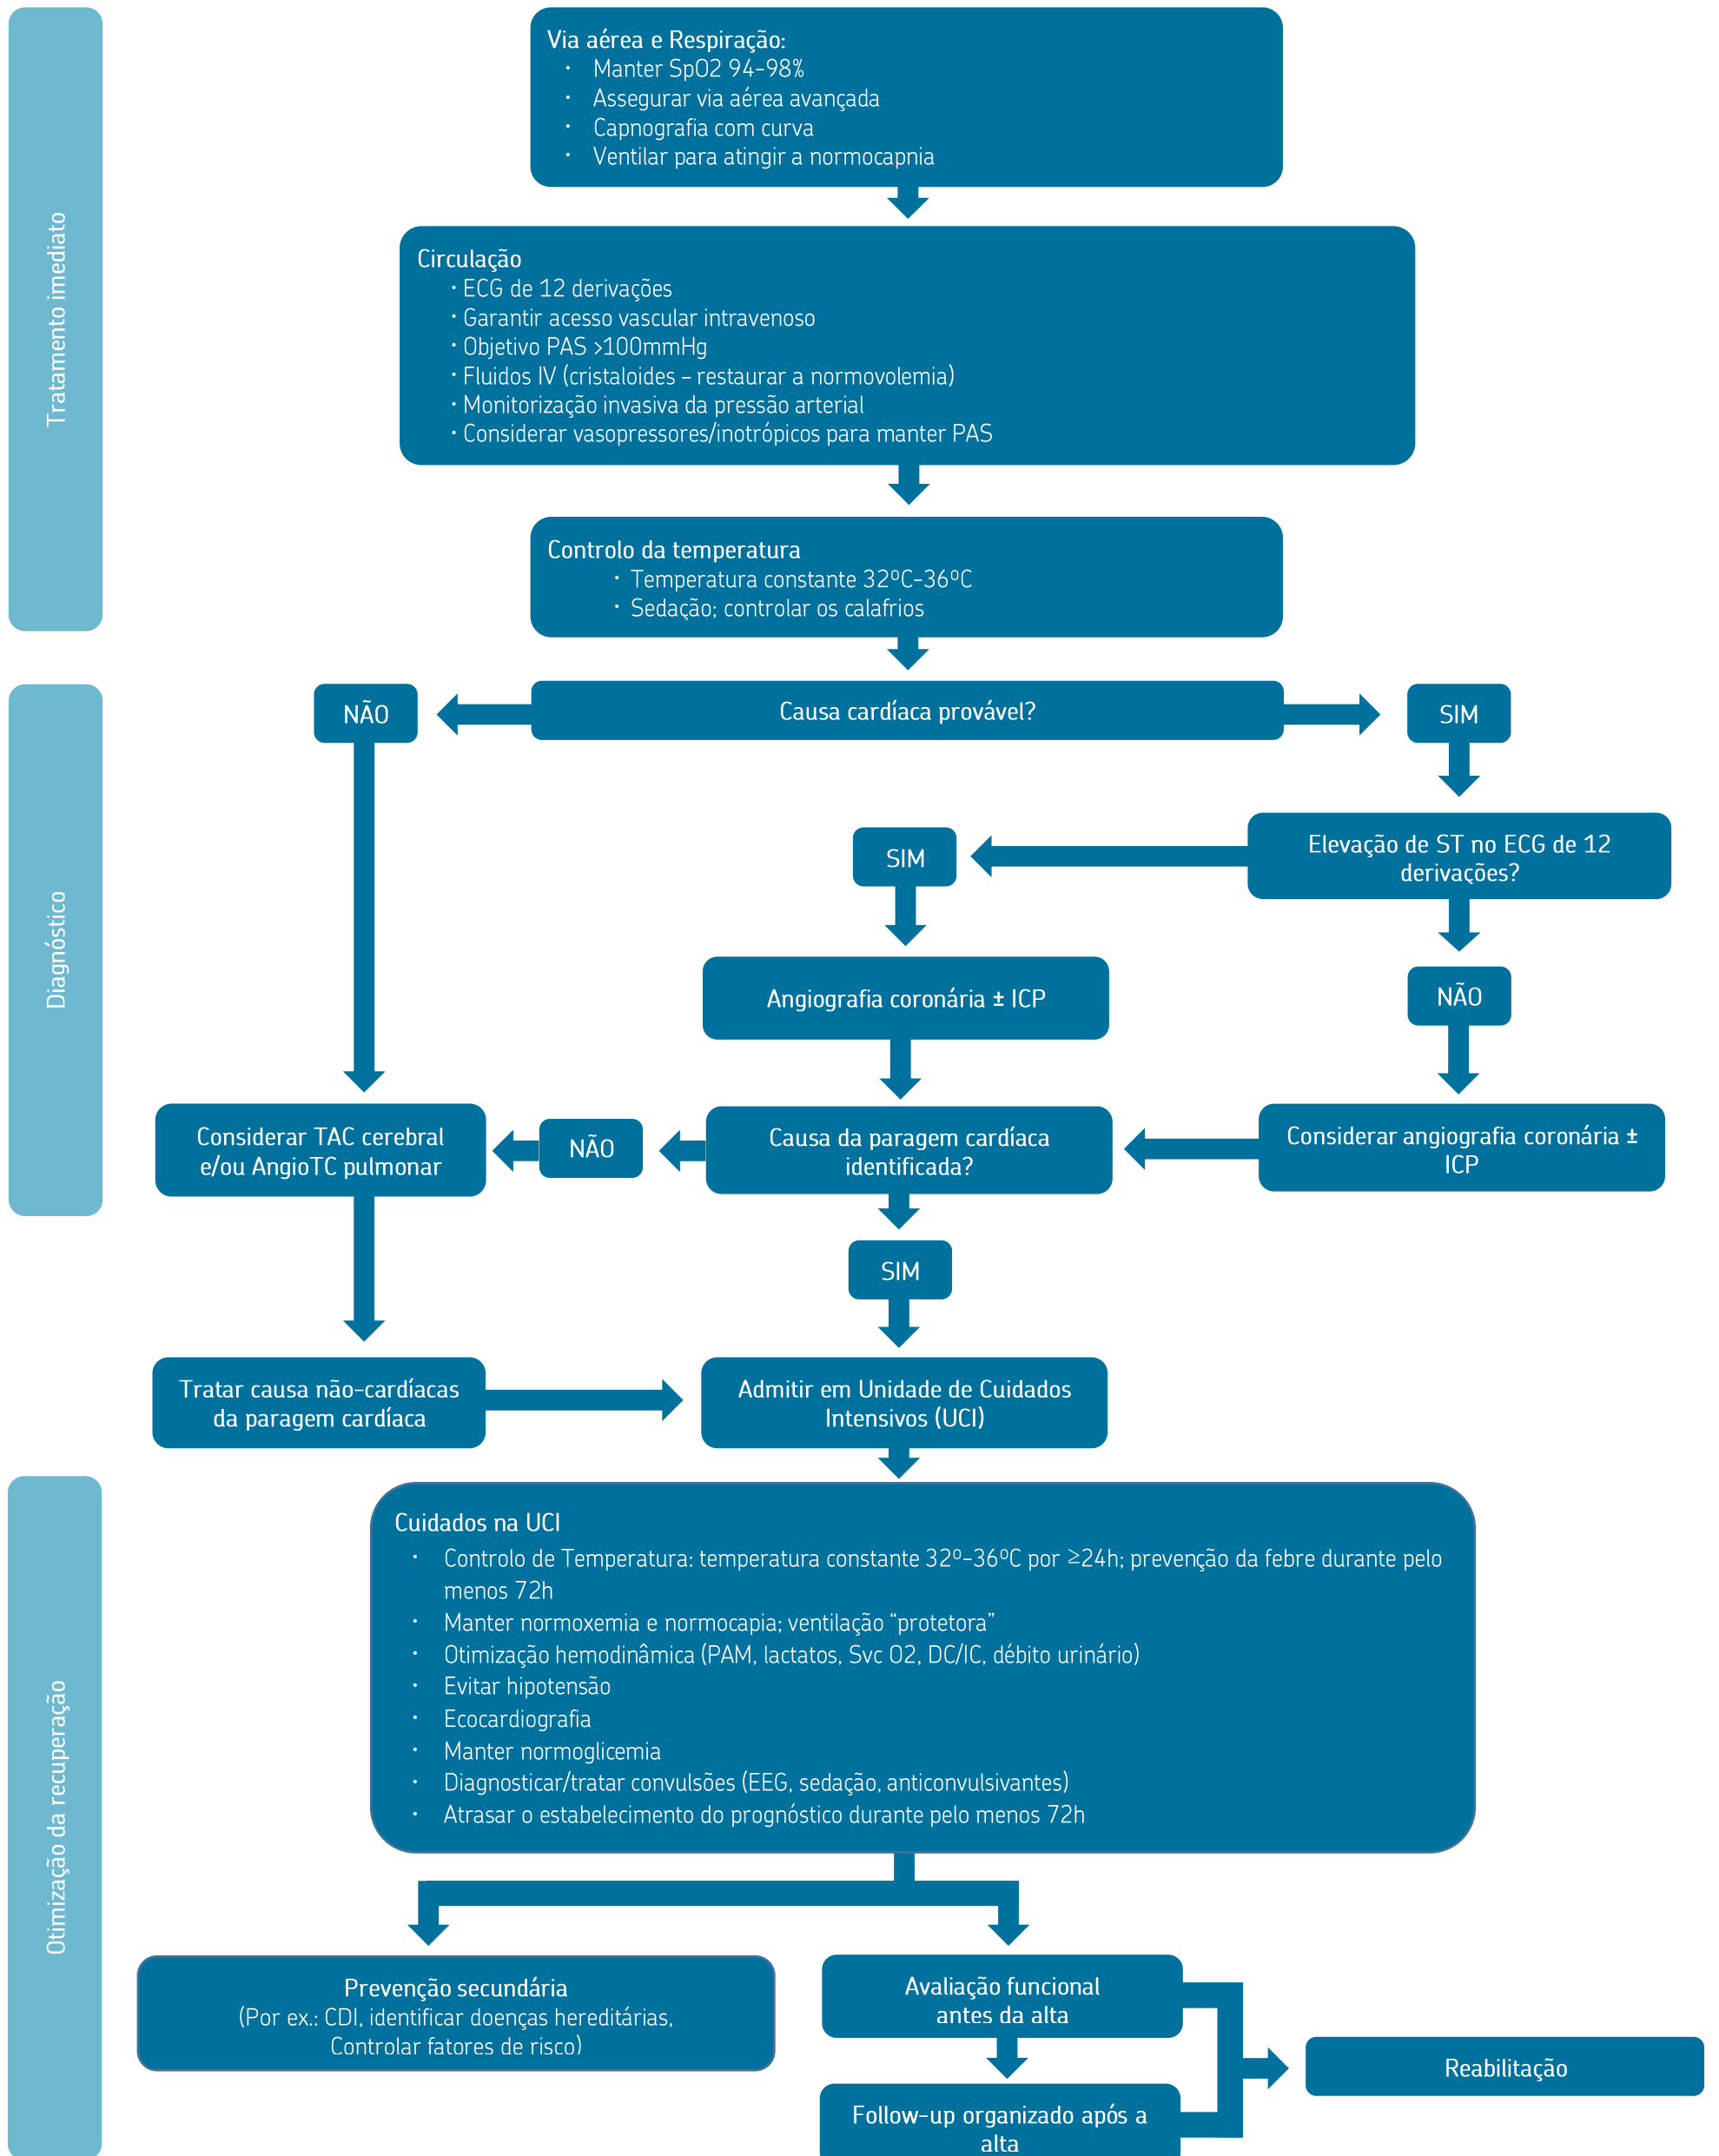 Tratamento imediato
Via aérea e Respiração:
• Manter SpO2 94-98%
• Assegurar via aérea avançada
• Capnografia com curva
• Ventilar para atingir a normocapnia
Circulação
• ECG de 12 derivações
• Garantir acesso vascular intravenoso
• Objetivo PAS >100mmHg
• Fluidos IV (cristaloides – restaurar a normovolemia)
• Monitorização invasiva da pressão arterial
• Considerar vasopressores/inotrópicos para manter PAS
Controlo da temperatura
• Temperatura constante 32ºC-36ºC
• Sedação; controlar os calafrios
Diagnóstico
NÃO
Causa cardíaca provável?
SIM
Elevação de ST no ECG de 12
derivações?
SIM
Angiografia coronária ± ICP
NÃO
Considerar TAC cerebral
e/ou AngioTC pulmonar
NÃO
Causa da paragem cardíaca
identificada?
Considerar angiografia coronária ±
ICP
SIM
Tratar causa não-cardíacas
da paragem cardíaca
Admitir em Unidade de Cuidados
Intensivos (UCI)
Otimização da recuperação
Cuidados na UCI
• Controlo de Temperatura: temperatura constante 32º-36ºC por ≥24h; prevenção da febre durante pelo
menos 72h
• Manter normoxemia e normocapia; ventilação “protetora”
• Otimização hemodinâmica (PAM, lactatos, Svc O2, DC/IC, débito urinário)
• Evitar hipotensão
• Ecocardiografia
• Manter normoglicemia
• Diagnosticar/tratar convulsões (EEG, sedação, anticonvulsivantes)
• Atrasar o estabelecimento do prognóstico durante pelo menos 72h
Prevenção secundária
(Por ex.: CDI, identificar doenças hereditárias,
Controlar fatores de risco)
Avaliação funcional
antes da alta
Follow-up organizado após a
alta
Reabilitação